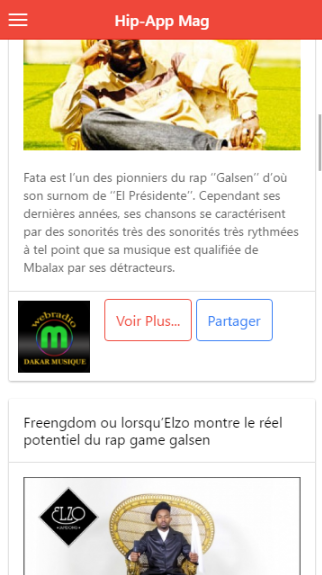 Hip-App Mag
Fata est l'un des pionniers du rap ‘‘Galsen’’ d'où
son surnom de ‘‘El Présidente’’. Cependant ses
dernières années, ses chansons se caractérisent
par des sonorités très des sonorités très rythmées
à tel point que sa musique est qualifiée de
Mbalax par ses détracteurs.
webradio
DAKAR MUSIQUE
Voir Plus...
Partager
Freengdom ou lorsqu'Elzo montre le réel
potentiel du rap game galsen
ELZO